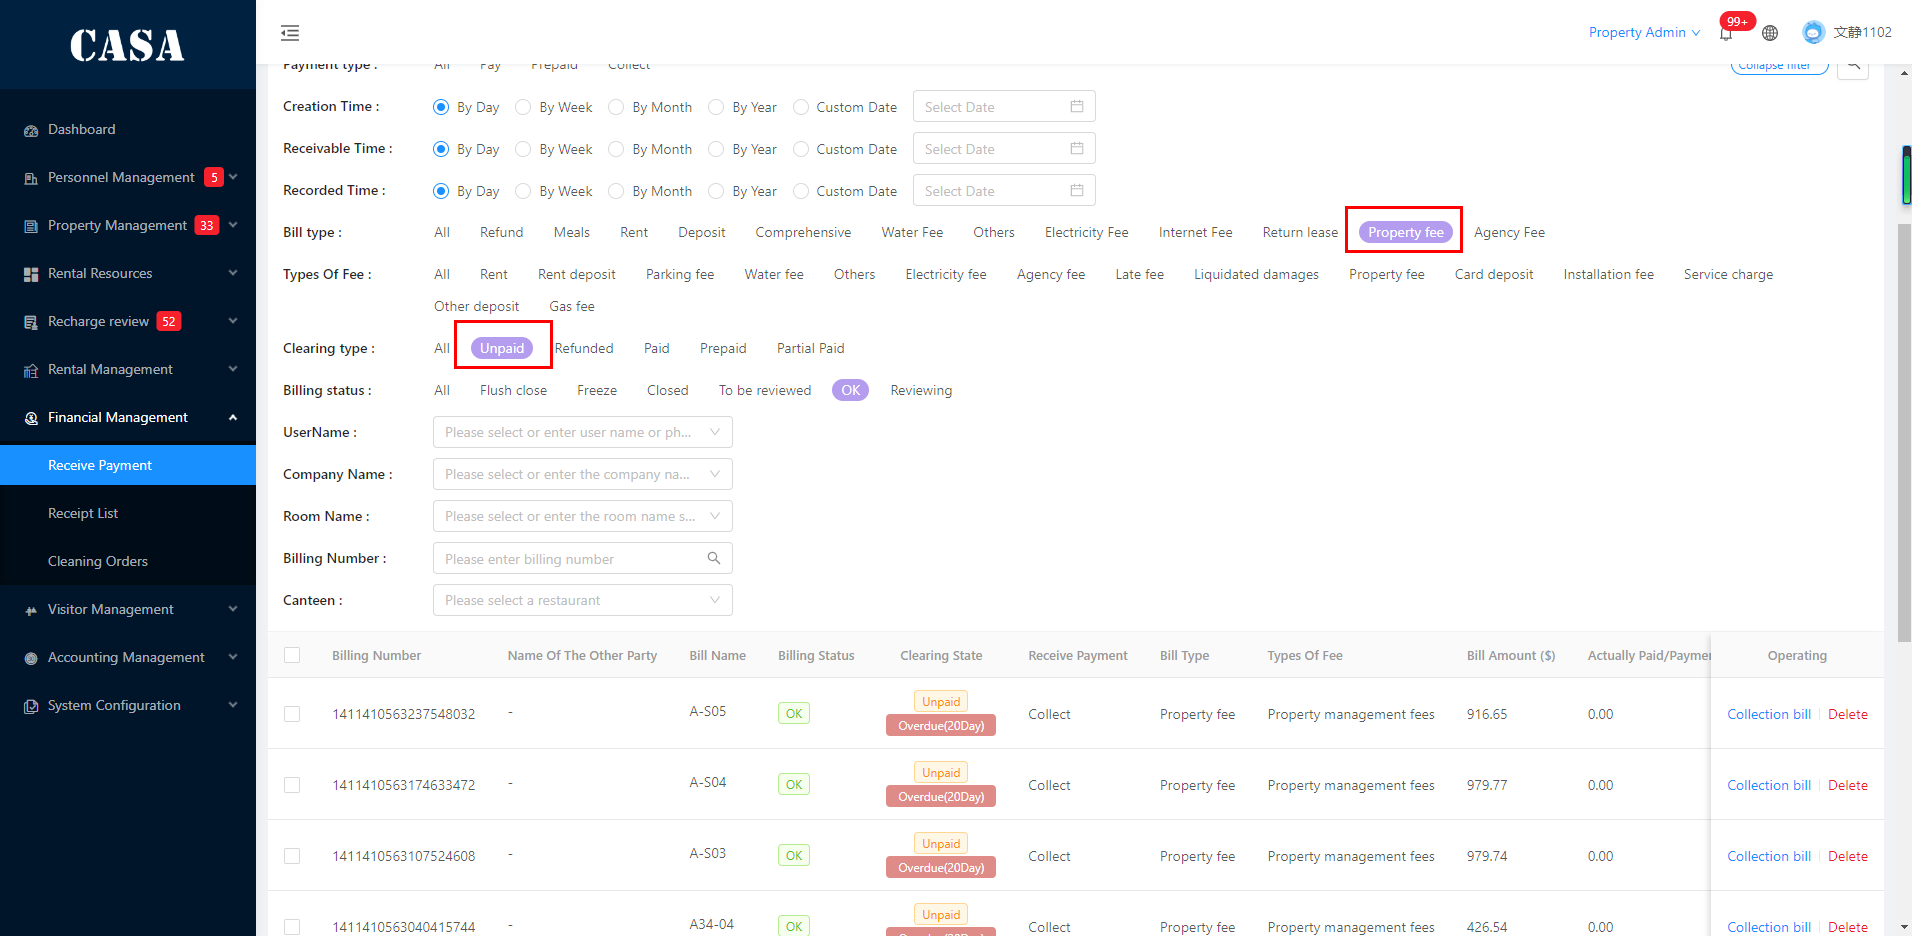 CASA
Property Admin 99+ 文静1102
Dashboard
Personnel Management 5
Property Management 33
Rental Resources
Recharge review 52
Rental Management
Financial Management
Receive Payment
Receipt List
Cleaning Orders
Visitor Management
Accounting Management
System Configuration
Payment type : All Pay Prepaid Collect Collapse filter
Creation Time : By Day By Week By Month By Year Custom Date Select Date
Receivable Time : By Day By Week By Month By Year Custom Date Select Date
Recorded Time : By Day By Week By Month By Year Custom Date Select Date
Bill type : All Refund Meals Rent Deposit Comprehensive Water Fee Others Electricity Fee Internet Fee Return lease Property fee Agency Fee
Types Of Fee : All Rent Rent deposit Parking fee Water fee Others Electricity fee Agency fee Late fee Liquidated damages Property fee Card deposit Installation fee Service charge
Other deposit Gas fee
Clearing type : All Unpaid Refunded Paid Prepaid Partial Paid
Billing status : All Flush close Freeze Closed To be reviewed OK Reviewing
UserName : Please select or enter user name or ph...
Company Name : Please select or enter the company na...
Room Name : Please select or enter the room name s...
Billing Number : Please enter billing number
Canteen : Please select a restaurant
Billing Number Name Of The Other Party Bill Name Billing Status Clearing State Receive Payment Bill Type Types Of Fee Bill Amount ($) Actually Paid/Paymen Operating
1411410563237548032 - A-S05 OK Unpaid Overdue(20Day) Collect Property fee Property management fees 916.65 0.00 Collection bill Delete
1411410563174633472 - A-S04 OK Unpaid Overdue(20Day) Collect Property fee Property management fees 979.77 0.00 Collection bill Delete
1411410563107524608 - A-S03 OK Unpaid Overdue(20Day) Collect Property fee Property management fees 979.74 0.00 Collection bill Delete
1411410563040415744 - A34-04 OK Unpaid Overdue(20Day) Collect Property fee Property management fees 426.54 0.00 Collection bill Delete